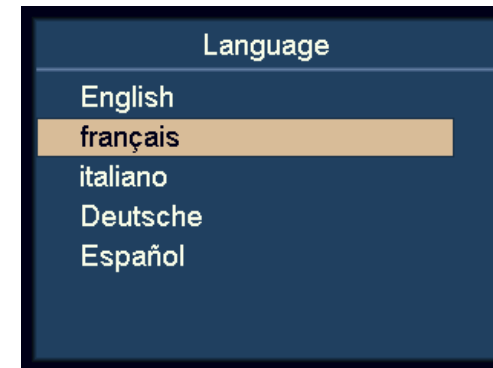 Language
English
français
italiano
Deutsche
Español